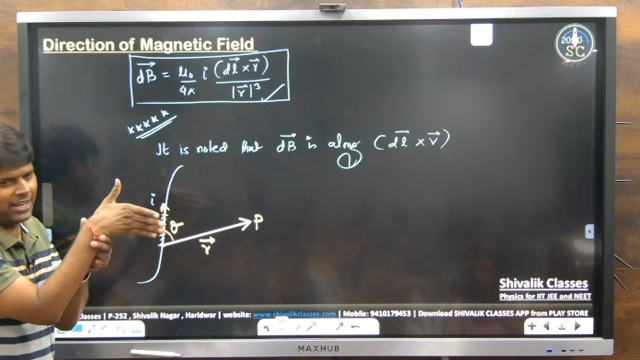 Direction of Magnetic Field
2020
SC
dB⃗ = μ₀/4π i (dl⃗ × r⃗)/|r⃗|³
It is noted that dB⃗ is along (dl⃗ × r⃗)
i
θ
P
r⃗
Shivalik Classes
Physics for IIT JEE and NEET
Classes | P-252, Shivalik Nagar, Haridwar | website: www.shivalikclasses.com | Mobile: 9410179453 | Download SHIVALIK CLASSES APP from PLAY STORE
MAXHUB